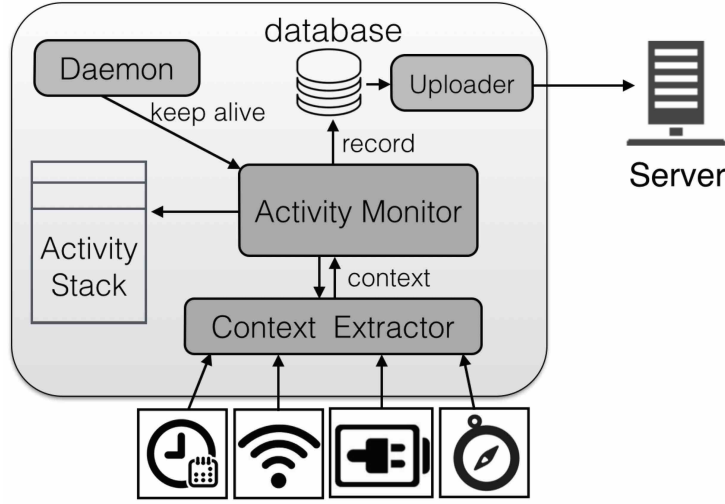 database
Daemon
Uploader
keep alive
record
Server
Activity Monitor
Activity
Stack
context
Context Extractor